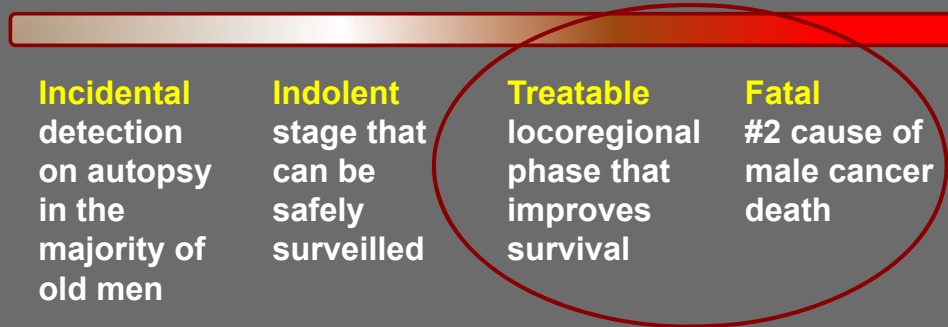 Incidental
detection
on autopsy
in the
majority of
old men
Indolent
stage that
can be
safely
surveilled
Treatable
locoregional
phase that
improves
survival
Fatal
#2 cause of
male cancer
death